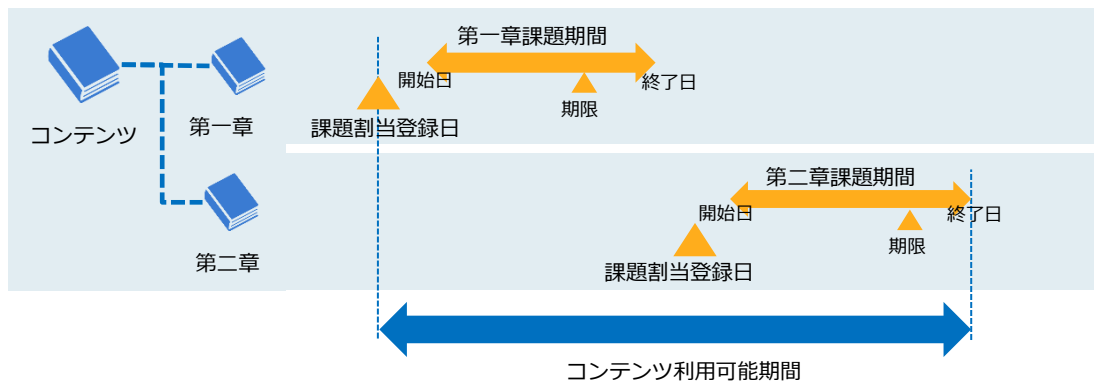 コンテンツ
第一章
第二章
第一章課題期間
開始日
期限
終了日
課題割当登録日
第二章課題期間
開始日
期限
終了日
課題割当登録日
コンテンツ利用可能期間